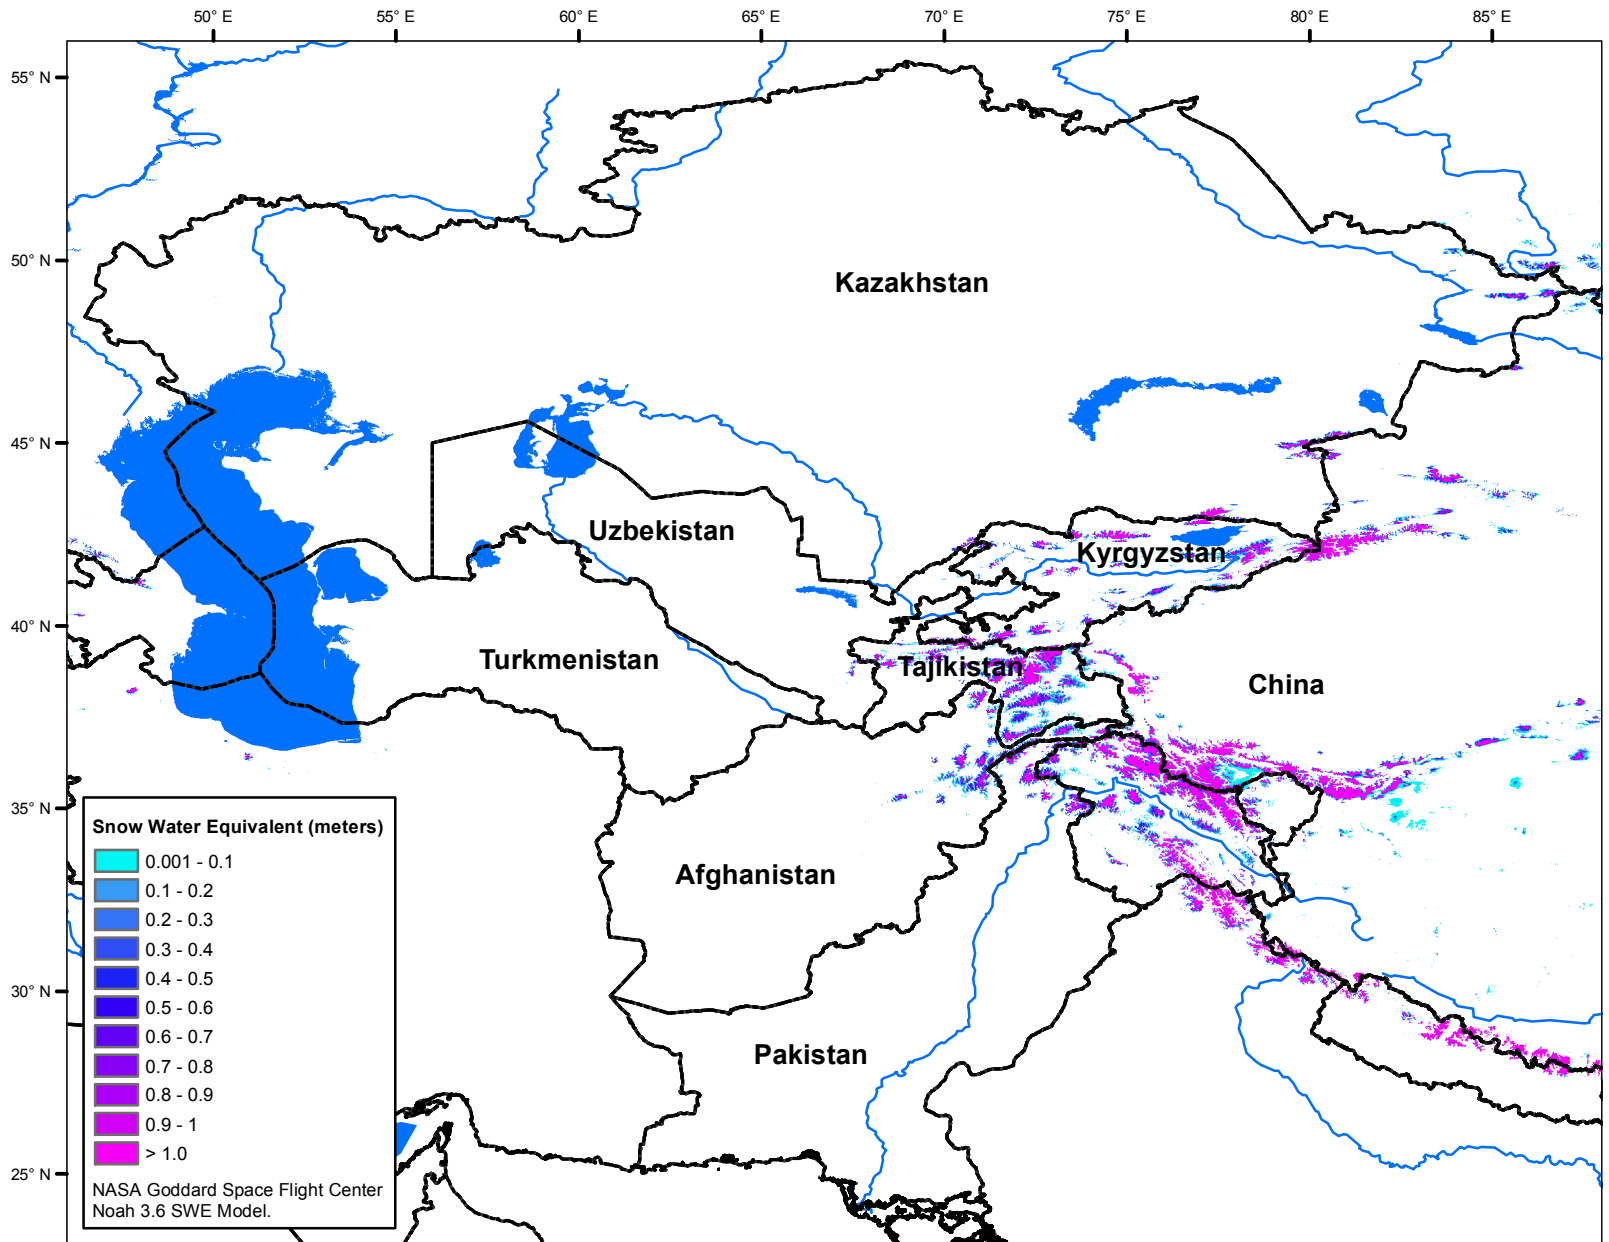 50° E 55° E 60° E 65° E 70° E 75° E 80° E 85° E
55° N
50° N
45° N
40° N
35° N
30° N
25° N
Kazakhstan
Uzbekistan
Kyrgyzstan
Turkmenistan
Tajikistan
China
Afghanistan
Pakistan
Snow Water Equivalent (meters)
0.001 - 0.1
0.1 - 0.2
0.2 - 0.3
0.3 - 0.4
0.4 - 0.5
0.5 - 0.6
0.6 - 0.7
0.7 - 0.8
0.8 - 0.9
0.9 - 1
> 1.0
NASA Goddard Space Flight Center
Noah 3.6 SWE Model.